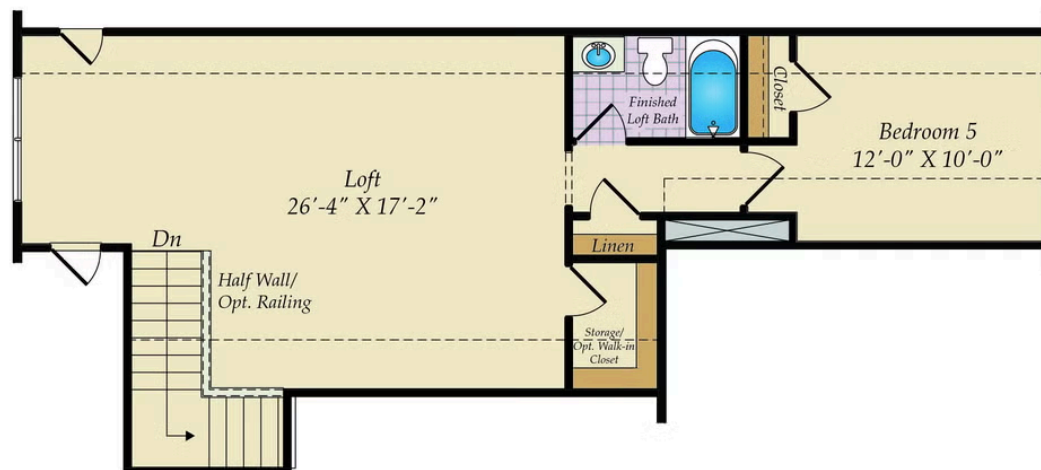 Finished
Loft Bath
Closet
Bedroom 5
12'-0" X 10'-0"
Loft
26'-4" X 17'-2"
Dn
Half Wall/
Opt. Railing
Linen
Storage/
Opt. Walk-in
Closet